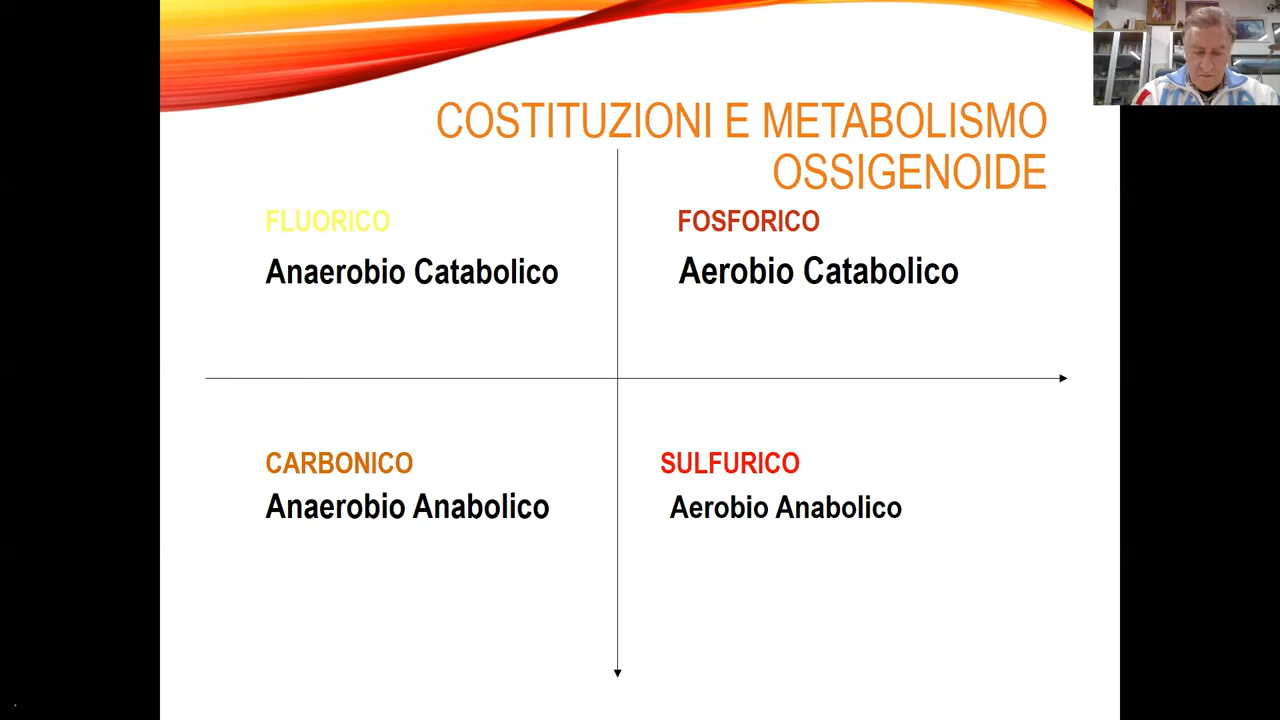 COSTITUZIONI E METABOLISMO
OSSIGENOIDE
FLUORICO
Anaerobio Catabolico
FOSFORICO
Aerobio Catabolico
CARBONICO
Anaerobio Anabolico
SULFURICO
Aerobio Anabolico